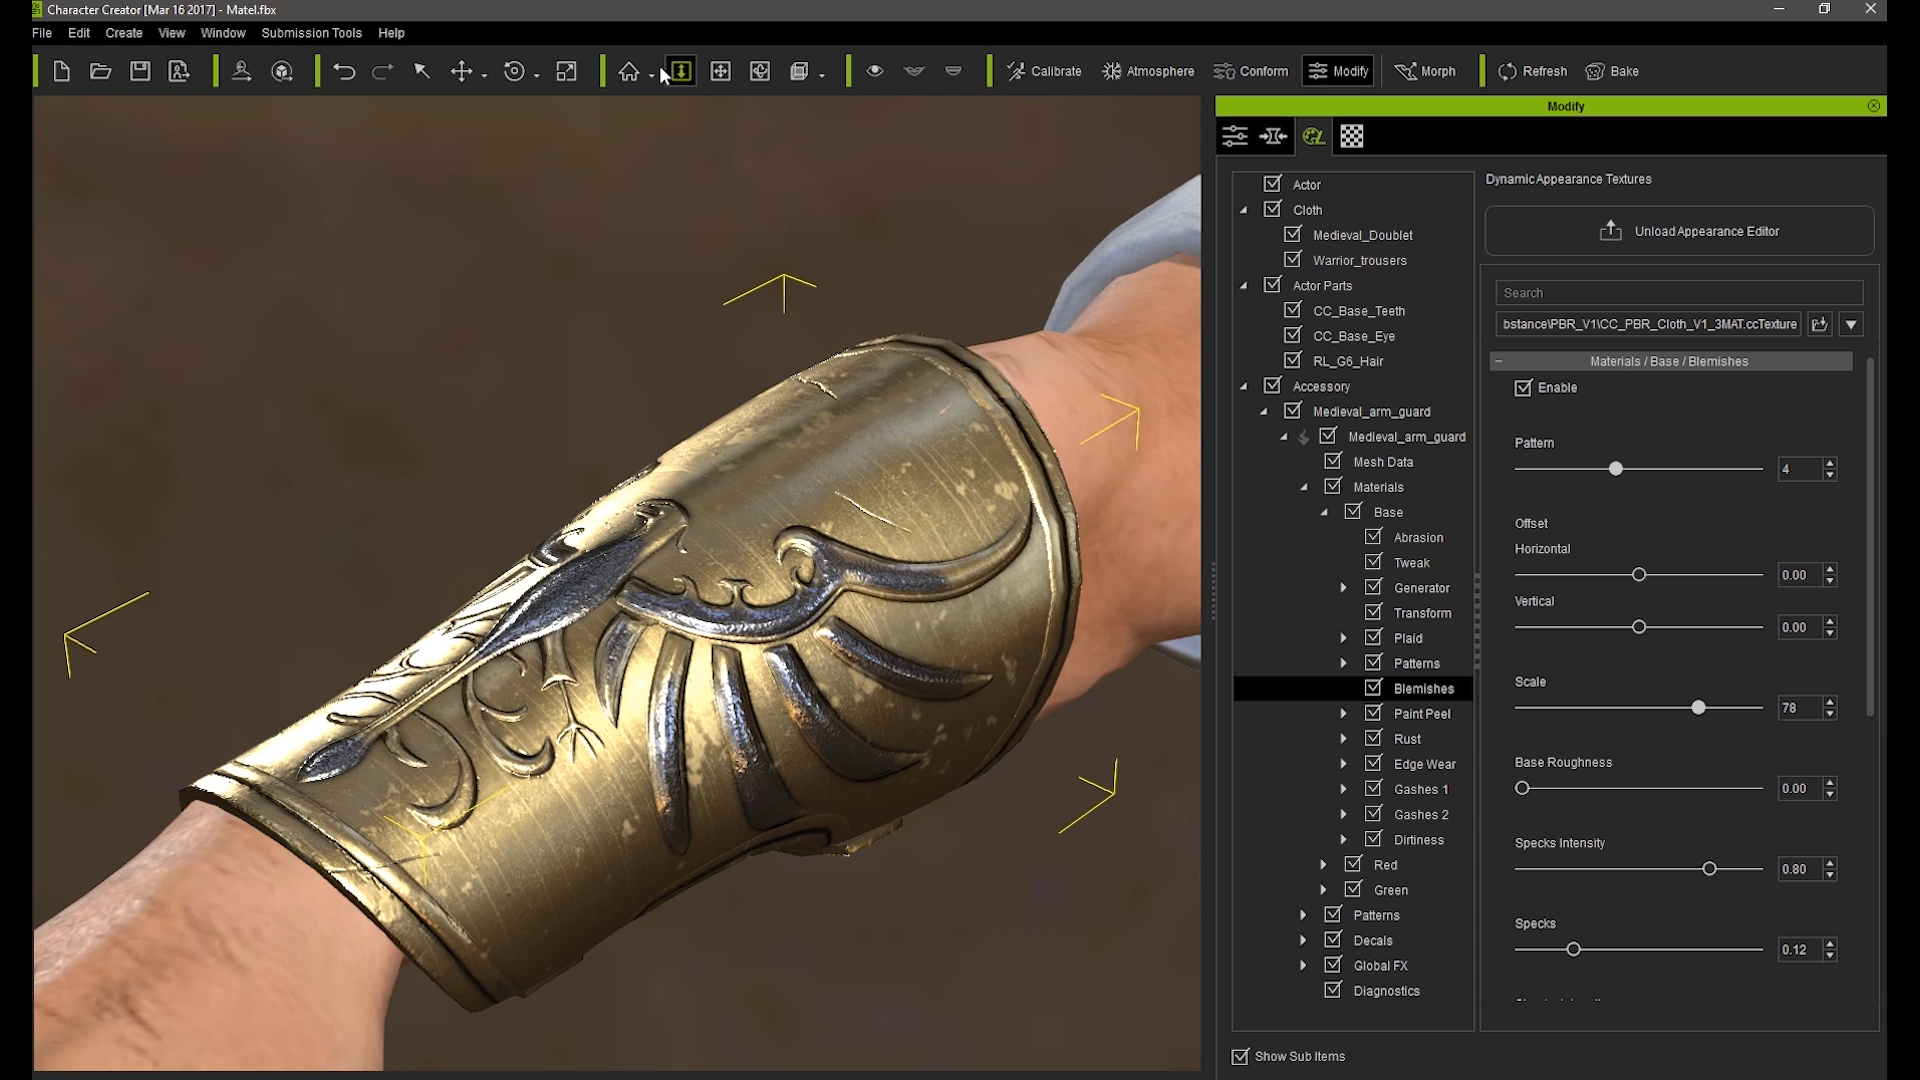 Character Creator [Mar 16 2017] - Matel.fbx
File Edit Create View Window Submission Tools Help
Calibrate Atmosphere Conform Modify Morph Refresh Bake
Modify
Dynamic Appearance Textures
Unload Appearance Editor
Search
bstance\PBR_V1\CC_PBR_Cloth_V1_3MAT.ccTexture
Actor
Cloth
Medieval_Doublet
Warrior_trousers
Actor Parts
CC_Base_Teeth
CC_Base_Eye
RL_G6_Hair
Accessory
Medieval_arm_guard
Medieval_arm_guard
Mesh Data
Materials
Base
Abrasion
Tweak
Generator
Transform
Plaid
Patterns
Blemishes
Paint Peel
Rust
Edge Wear
Gashes 1
Gashes 2
Dirtiness
Red
Green
Patterns
Decals
Global FX
Diagnostics
Show Sub Items
Materials / Base / Blemishes
Enable
Pattern
4
Offset
Horizontal
0.00
Vertical
0.00
Scale
78
Base Roughness
0.00
Specks Intensity
0.80
Specks
0.12